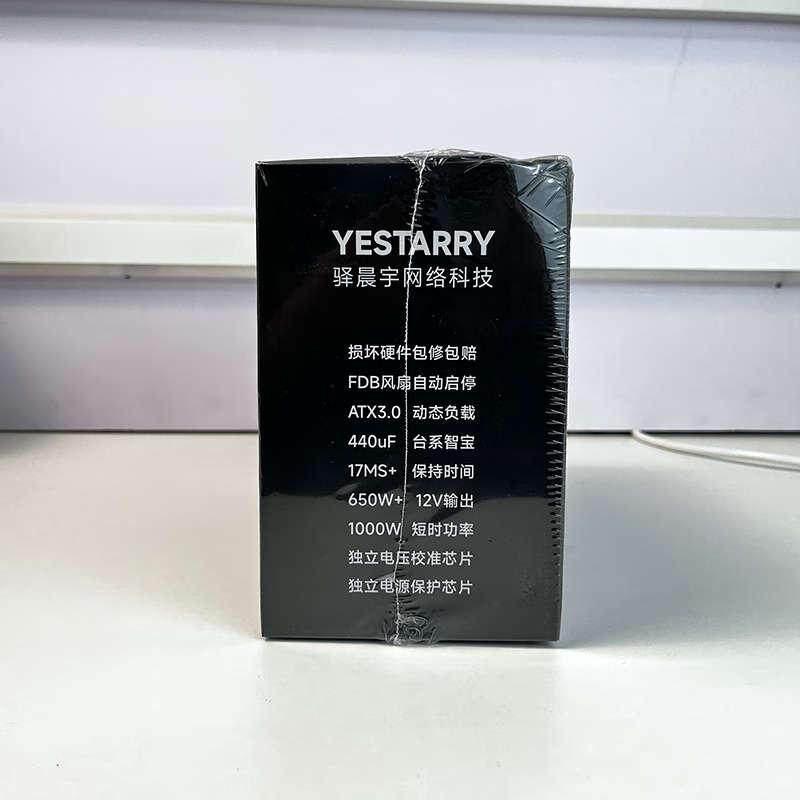 YESTARRY
驿晨宇网络科技
损坏硬件包修包赔
FDB风扇自动启停
ATX3.0 动态负载
440uF 台系智宝
17MS+ 保持时间
650W+ 12V输出
1000W 短时功率
独立电压校准芯片
独立电源保护芯片